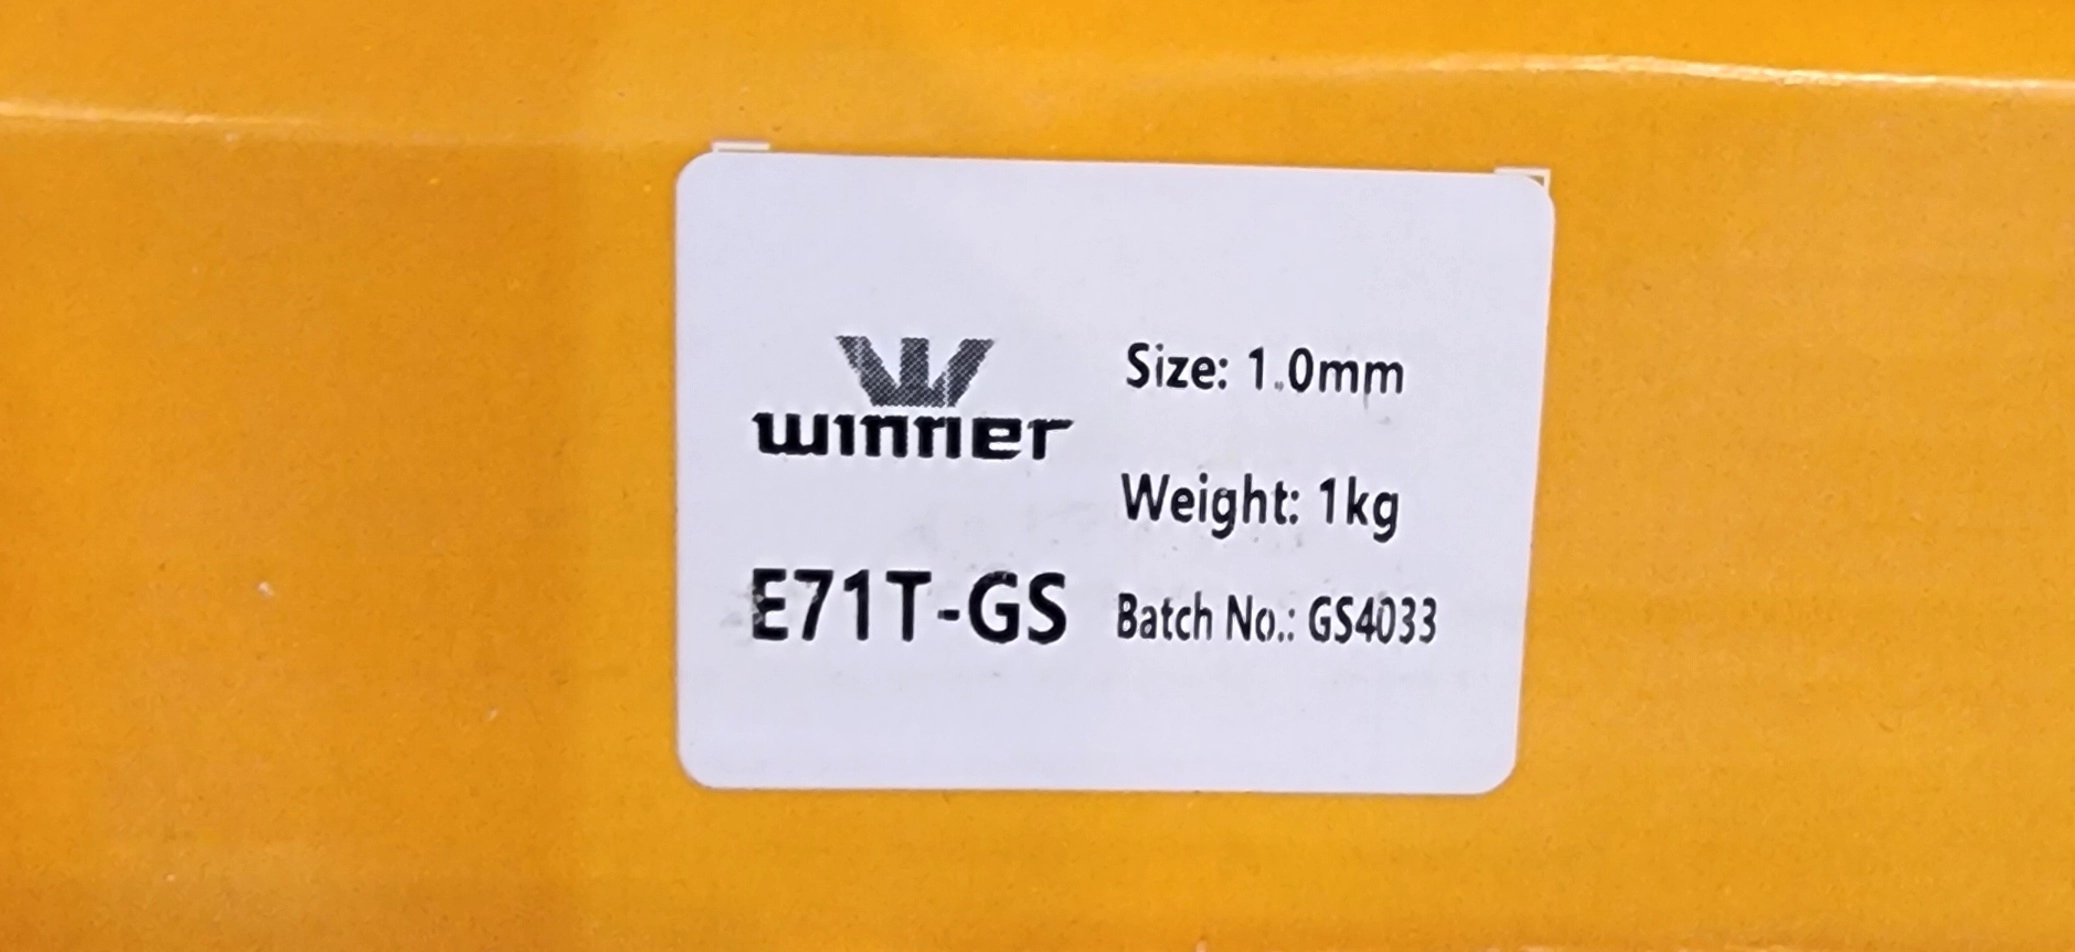 winner
E71T-GS
Size: 1.0mm
Weight: 1kg
Batch No.: GS4033